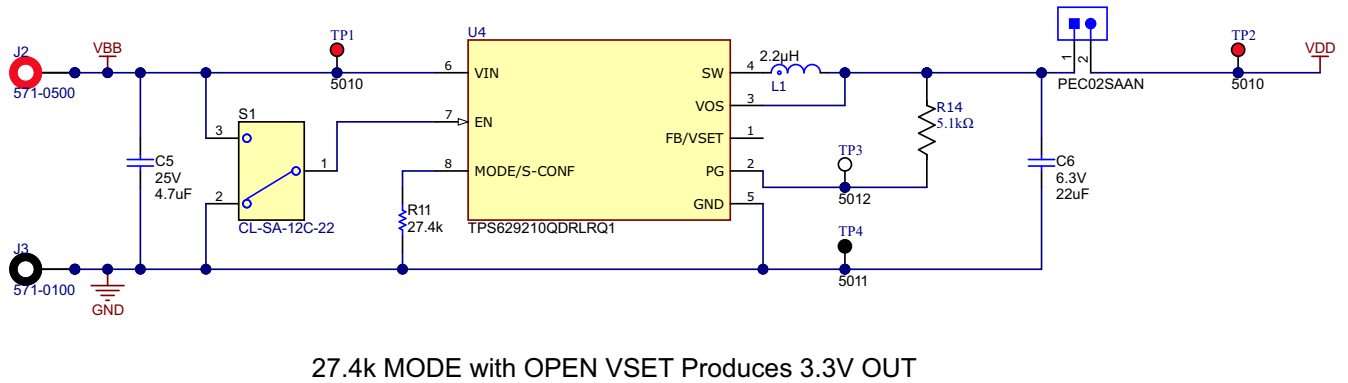 J2
571-0500
VBB
TP1
5010
U4
TPS629210QDRLRQ1
6 VIN
7 EN
8 MODE/S-CONF
SW 4
VOS 3
FB/VSET 1
PG 2
GND 5
2.2µH
L1
1
2
PEC02SAAN
TP2
5010
VDD
S1
3
2
1
CL-SA-12C-22
C5
25V
4.7uF
R11
27.4k
R14
5.1kΩ
TP3
5012
C6
6.3V
22uF
TP4
5011
J3
571-0100
GND
27.4k MODE with OPEN VSET Produces 3.3V OUT